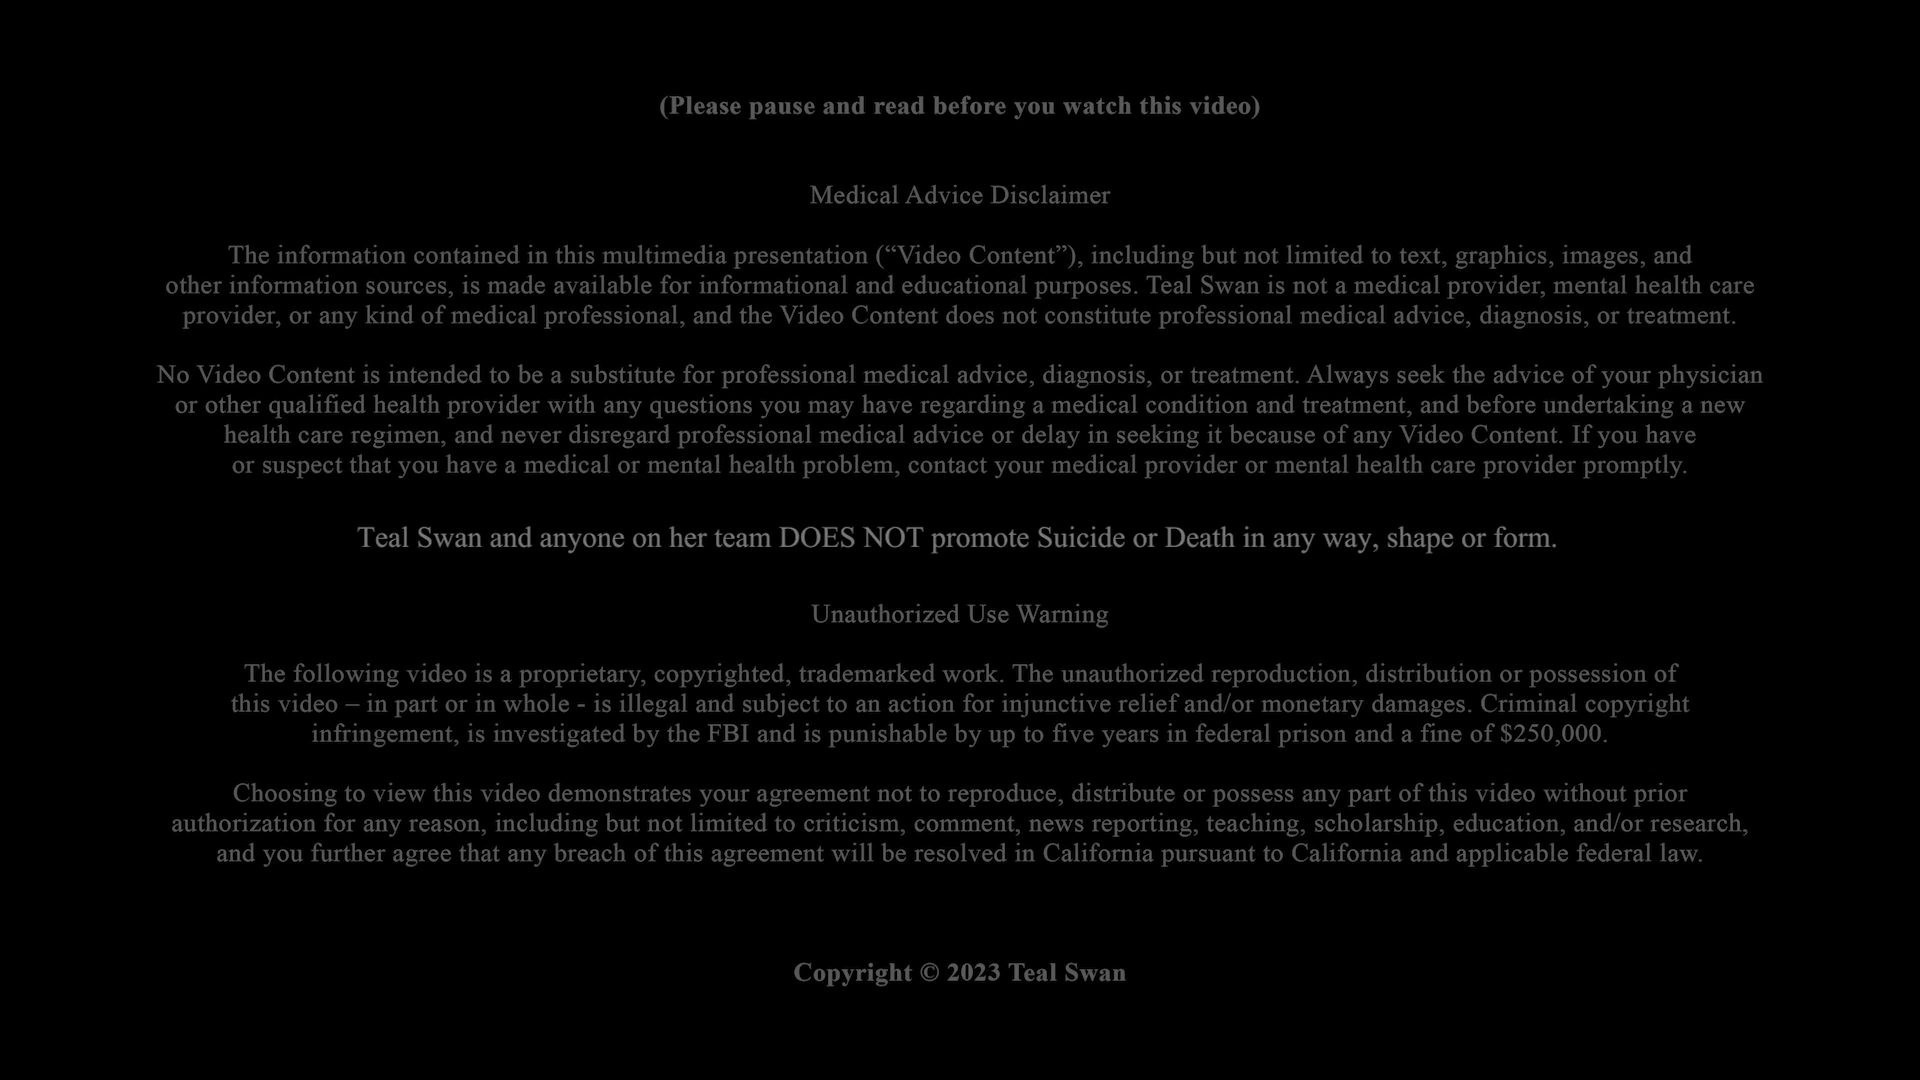 (Please pause and read before you watch this video)
Medical Advice Disclaimer
The information contained in this multimedia presentation (“Video Content”), including but not limited to text, graphics, images, and
other information sources, is made available for informational and educational purposes. Teal Swan is not a medical provider, mental health care
provider, or any kind of medical professional, and the Video Content does not constitute professional medical advice, diagnosis, or treatment.
No Video Content is intended to be a substitute for professional medical advice, diagnosis, or treatment. Always seek the advice of your physician
or other qualified health provider with any questions you may have regarding a medical condition and treatment, and before undertaking a new
health care regimen, and never disregard professional medical advice or delay in seeking it because of any Video Content. If you have
or suspect that you have a medical or mental health problem, contact your medical provider or mental health care provider promptly.
Teal Swan and anyone on her team DOES NOT promote Suicide or Death in any way, shape or form.
Unauthorized Use Warning
The following video is a proprietary, copyrighted, trademarked work. The unauthorized reproduction, distribution or possession of
this video – in part or in whole - is illegal and subject to an action for injunctive relief and/or monetary damages. Criminal copyright
infringement, is investigated by the FBI and is punishable by up to five years in federal prison and a fine of $250,000.
Choosing to view this video demonstrates your agreement not to reproduce, distribute or possess any part of this video without prior
authorization for any reason, including but not limited to criticism, comment, news reporting, teaching, scholarship, education, and/or research,
and you further agree that any breach of this agreement will be resolved in California pursuant to California and applicable federal law.
Copyright © 2023 Teal Swan